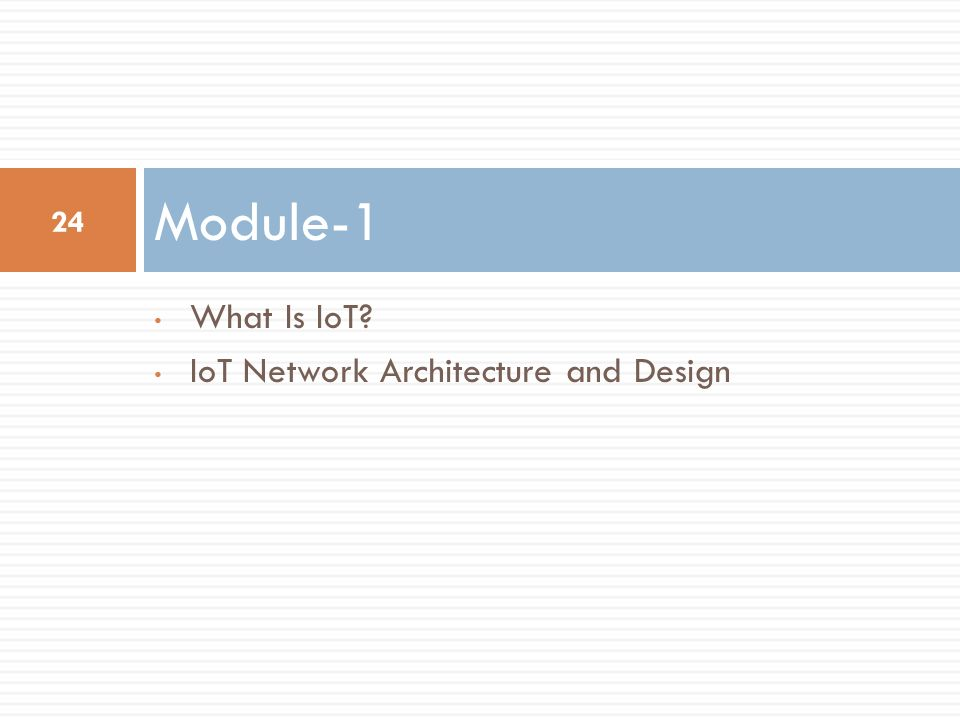 24
Module-1
• What Is IoT?
• IoT Network Architecture and Design